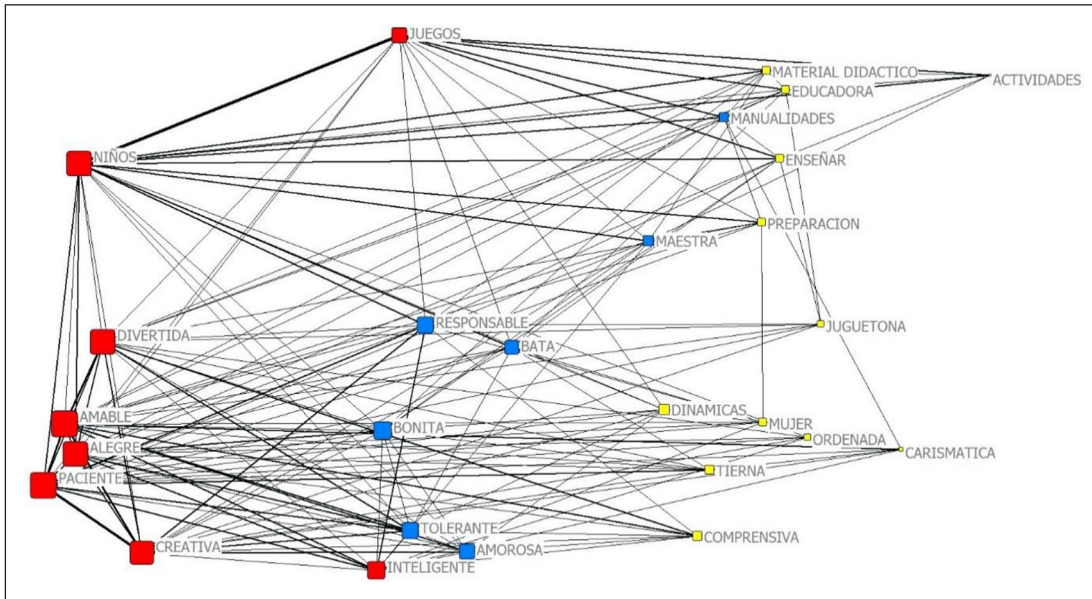 JUEGOS
MATERIAL DIDACTICO
ACTIVIDADES
EDUCADORA
MANUALIDADES
NIÑOS
ENSEÑAR
PREPARACION
MAESTRA
RESPONSABLE
JUGUETONA
DIVERTIDA
BATA
DINAMICAS
AMABLE
MUJER
BONITA
ORDENADA
ALEGRE
CARISMATICA
TIERNA
PACIENTE
TOLERANTE
COMPRENSIVA
CREATIVA
AMOROSA
INTELIGENTE